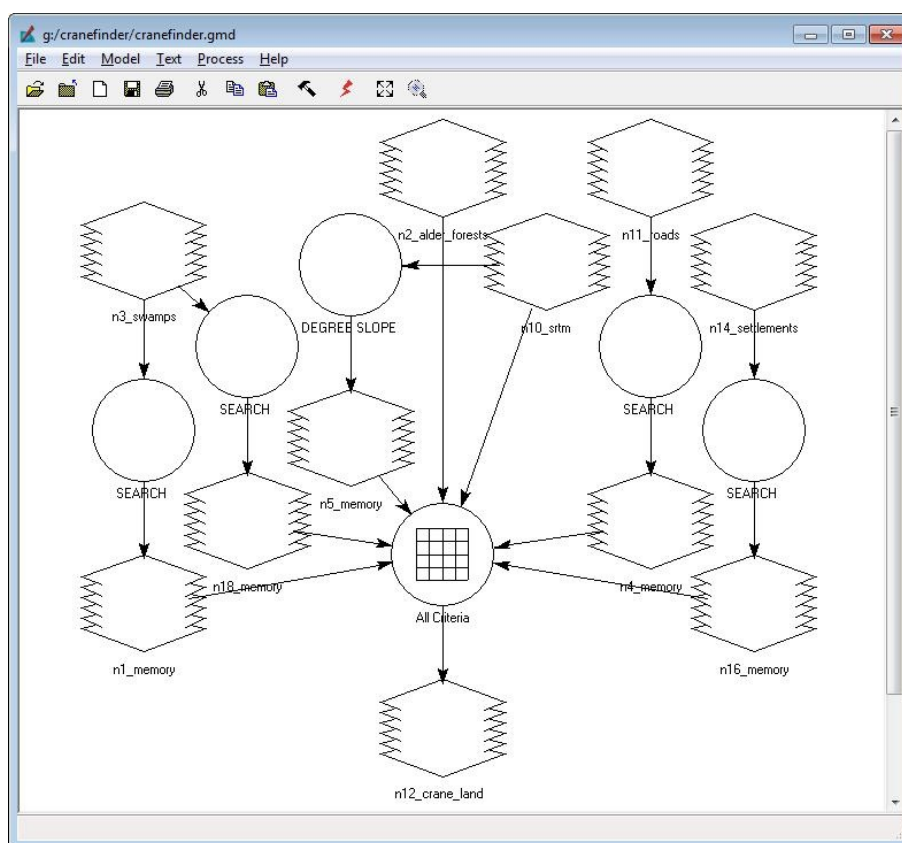 g:/cranefinder/cranefinder.gmd
File Edit Model Text Process Help
n2_alder_forests
n11_roads
n3_swamps
DEGREE SLOPE
n10_srtm
n14_settlements
SEARCH
SEARCH
SEARCH
SEARCH
n5_memory
n18_memory
n4_memory
All Criteria
n1_memory
n16_memory
n12_crane_land